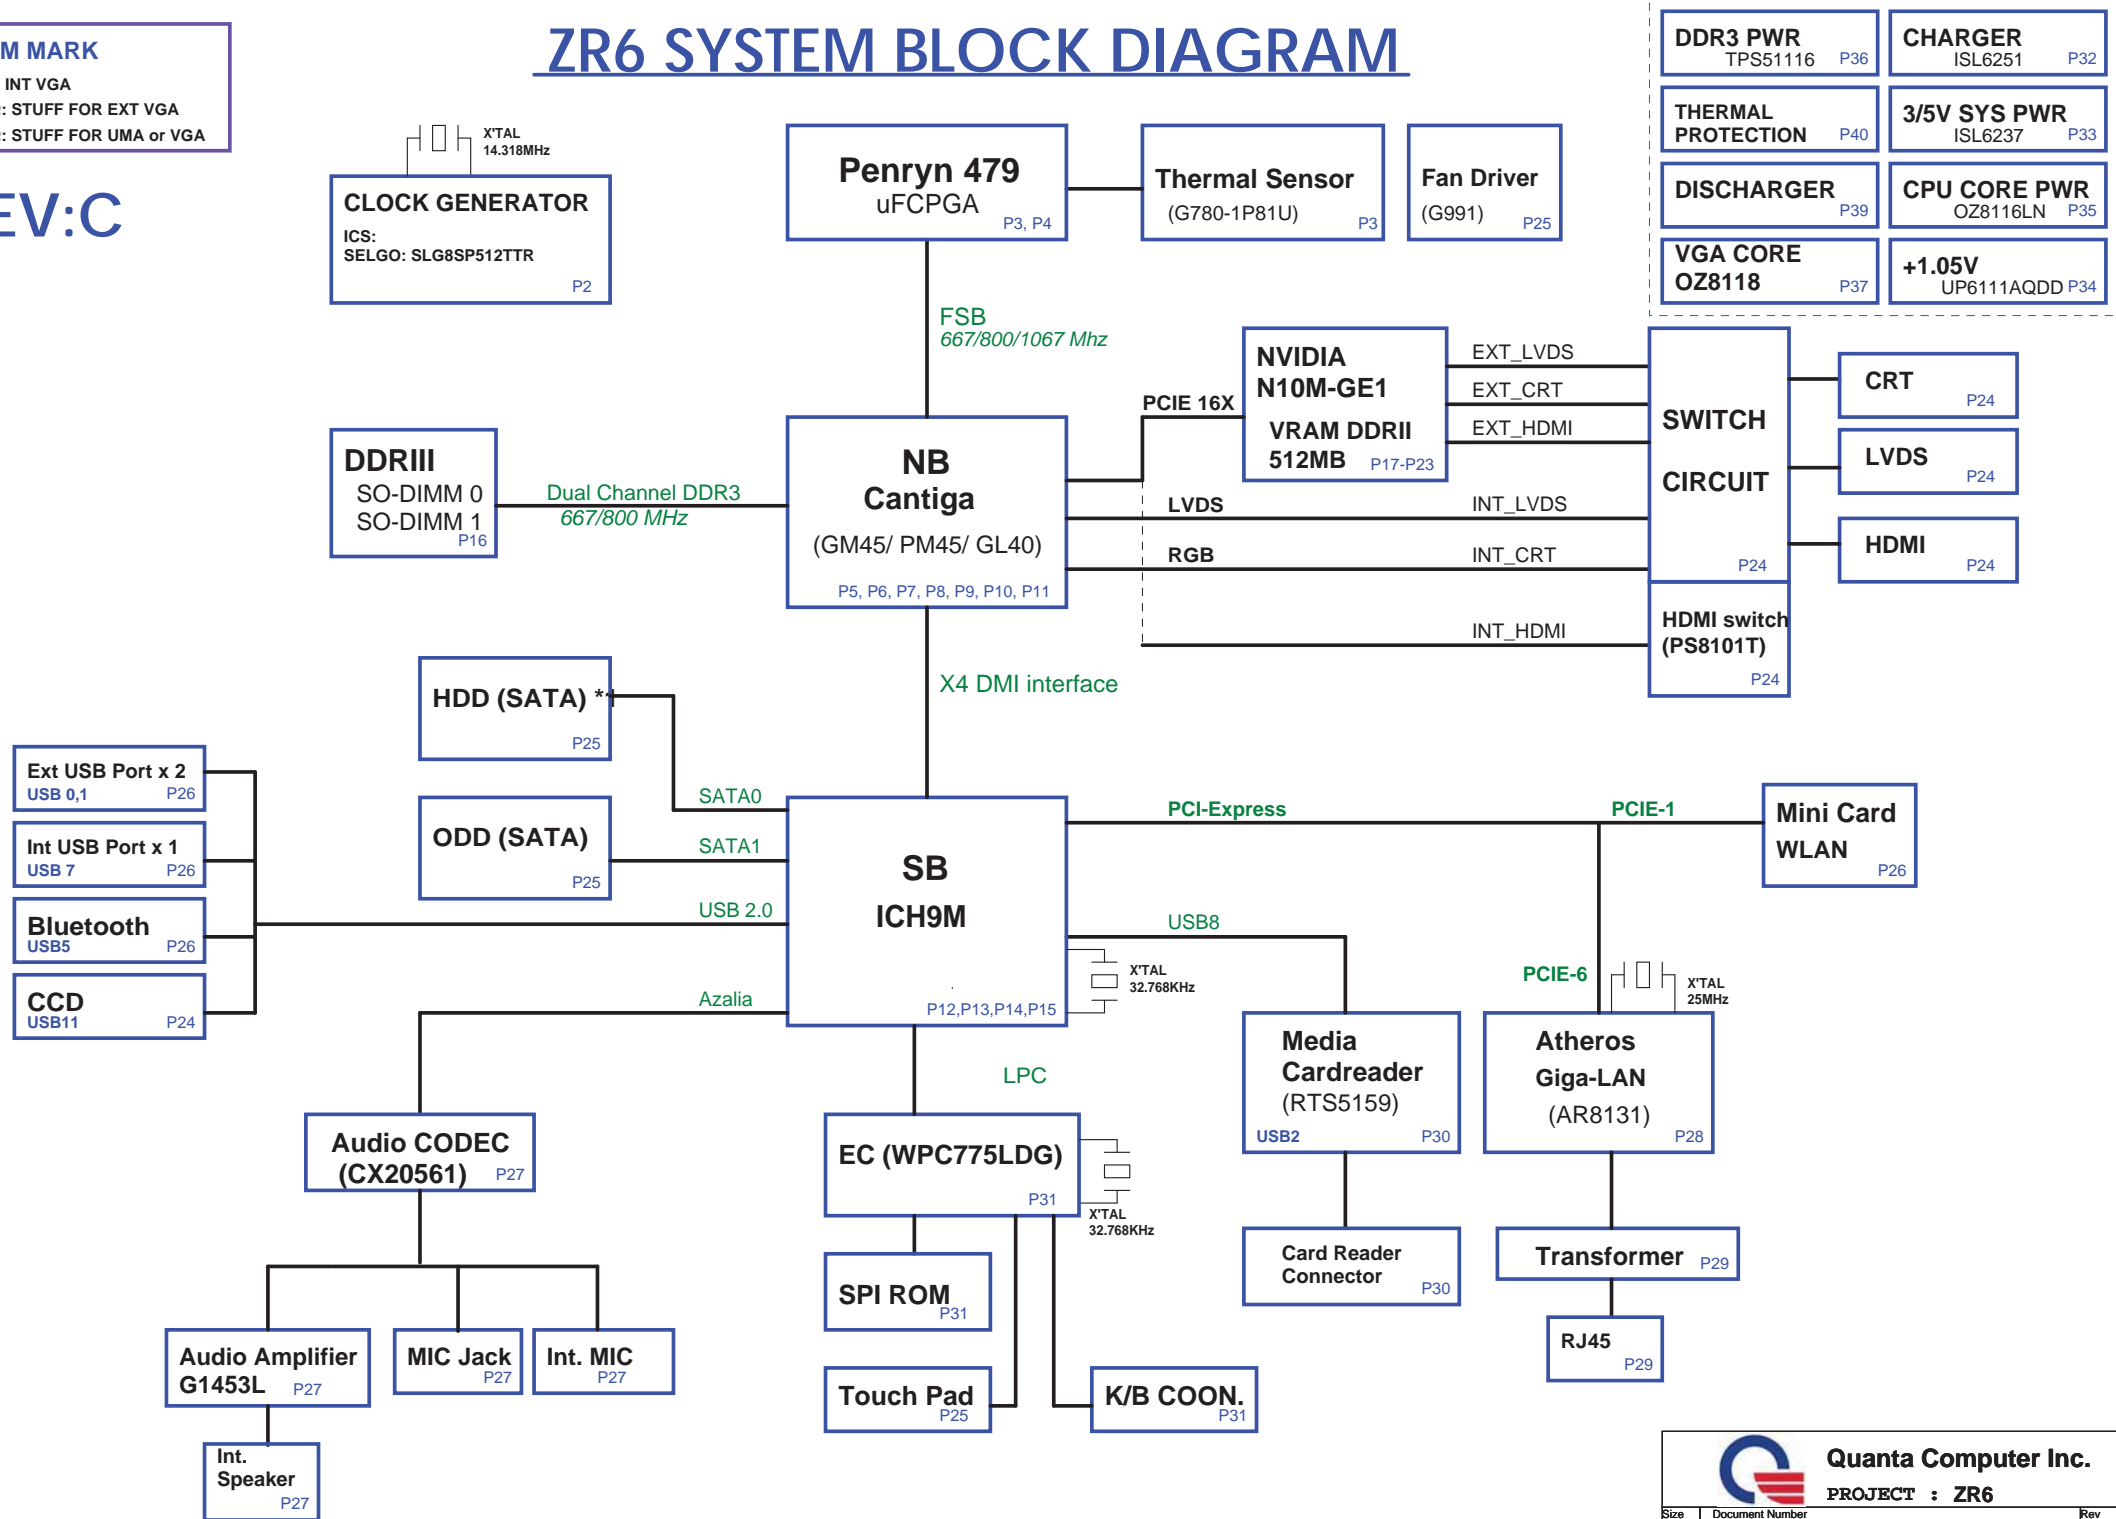 ZR6 SYSTEM BLOCK DIAGRAM
M MARK
INT VGA
: STUFF FOR EXT VGA
: STUFF FOR UMA or VGA
EV:C
X'TAL
14.318MHz
CLOCK GENERATOR
ICS:
SELGO: SLG8SP512TTR
P2
Penryn 479
uFCPGA
P3, P4
Thermal Sensor
(G780-1P81U)
P3
Fan Driver
(G991)
P25
DDR3 PWR
TPS51116
P36
CHARGER
ISL6251
P32
THERMAL
PROTECTION
P40
3/5V SYS PWR
ISL6237
P33
DISCHARGER
P39
CPU CORE PWR
OZ8116LN
P35
VGA CORE
OZ8118
P37
+1.05V
UP6111AQDD
P34
FSB
667/800/1067 Mhz
DDRIII
SO-DIMM 0
SO-DIMM 1
P16
Dual Channel DDR3
667/800 MHz
NB
Cantiga
(GM45/ PM45/ GL40)
P5, P6, P7, P8, P9, P10, P11
PCIE 16X
NVIDIA
N10M-GE1
VRAM DDRII
512MB
P17-P23
EXT_LVDS
EXT_CRT
EXT_HDMI
LVDS
INT_LVDS
RGB
INT_CRT
INT_HDMI
SWITCH
CIRCUIT
P24
HDMI switch
(PS8101T)
P24
CRT
P24
LVDS
P24
HDMI
P24
X4 DMI interface
HDD (SATA) *1
P25
ODD (SATA)
P25
SATA0
SATA1
USB 2.0
Azalia
Ext USB Port x 2
USB 0,1
P26
Int USB Port x 1
USB 7
P26
Bluetooth
USB5
P26
CCD
USB11
P24
SB
ICH9M
.
P12,P13,P14,P15
X'TAL
32.768KHz
PCI-Express
PCIE-1
Mini Card
WLAN
P26
USB8
PCIE-6
X'TAL
25MHz
Media
Cardreader
(RTS5159)
USB2
P30
Atheros
Giga-LAN
(AR8131)
P28
LPC
Audio CODEC
(CX20561)
P27
EC (WPC775LDG)
P31
X'TAL
32.768KHz
Card Reader
Connector
P30
Transformer
P29
RJ45
P29
SPI ROM
P31
Touch Pad
P25
K/B COON.
P31
Audio Amplifier
G1453L
P27
MIC Jack
P27
Int. MIC
P27
Int.
Speaker
P27
Quanta Computer Inc.
PROJECT : ZR6
Size
Document Number
Rev